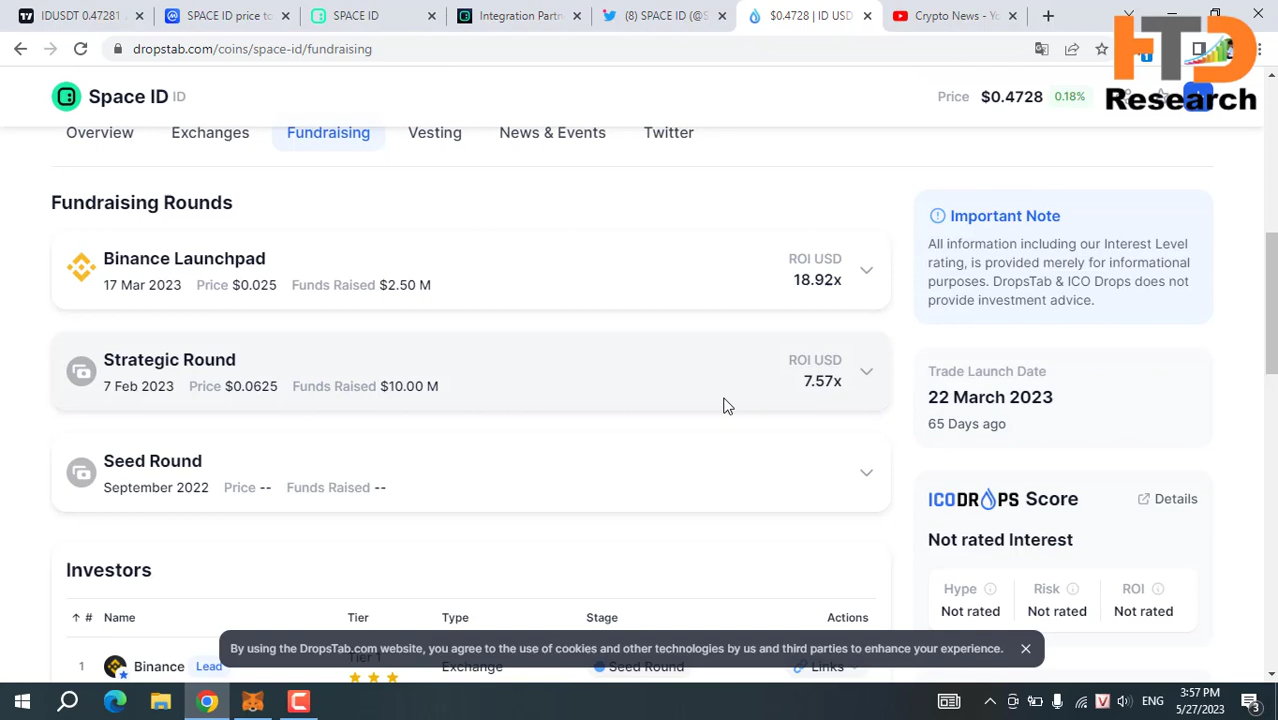 IDUSDT 0.47281
SPACE ID price to
SPACE ID
Integration Partn
(8) SPACE ID (@S
$0.4728 | ID USD
Crypto News - Yo
dropstab.com/coins/space-id/fundraising
HTD
Research
Space ID ID
Price $0.4728 0.18%
Overview Exchanges Fundraising Vesting News & Events Twitter
Fundraising Rounds
Binance Launchpad
17 Mar 2023 Price $0.025 Funds Raised $2.50 M
ROI USD
18.92x
Strategic Round
7 Feb 2023 Price $0.0625 Funds Raised $10.00 M
ROI USD
7.57x
Seed Round
September 2022 Price -- Funds Raised --
Investors
↑ # Name Tier Type Stage Actions
1 Binance Lead Tier 1 Exchange Seed Round Links
Important Note
All information including our Interest Level
rating, is provided merely for informational
purposes. DropsTab & ICO Drops does not
provide investment advice.
Trade Launch Date
22 March 2023
65 Days ago
ICODROPS Score Details
Not rated Interest
Hype Risk ROI
Not rated Not rated Not rated
By using the DropsTab.com website, you agree to the use of cookies and other technologies by us and third parties to enhance your experience.
ENG
3:57 PM
5/27/2023
3